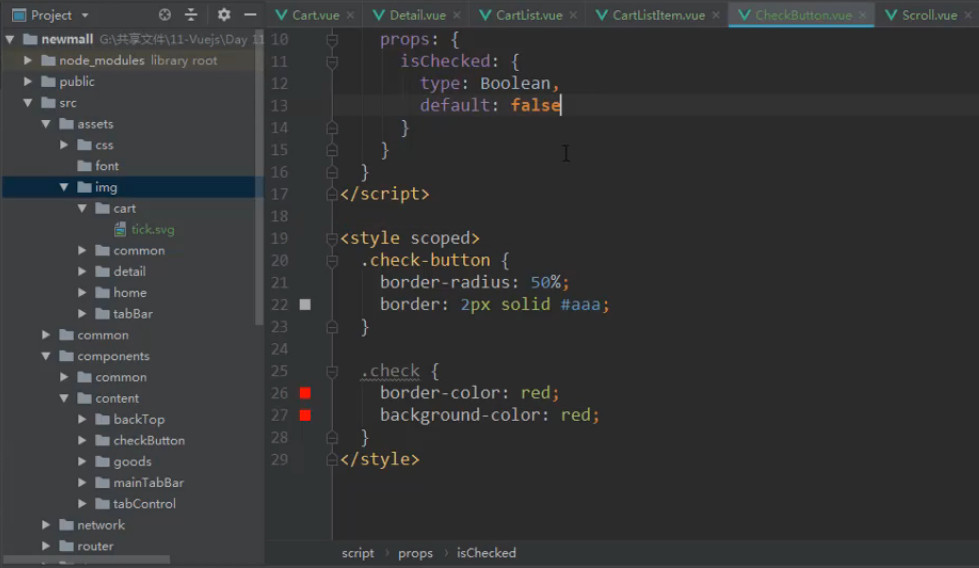 Project
Cart.vue
Detail.vue
CartList.vue
CartListItem.vue
CheckButton.vue
Scroll.vue
newmall G:\共享文件\11-Vuejs\Day 11
node_modules library root
public
src
assets
css
font
img
cart
tick.svg
common
detail
home
tabBar
common
components
common
content
backTop
checkButton
goods
mainTabBar
tabControl
network
router
10 props: {
11 isChecked: {
12 type: Boolean,
13 default: false
14 }
15 }
16 }
17 </script>
18
19 <style scoped>
20 .check-button {
21 border-radius: 50%;
22 border: 2px solid #aaa;
23 }
24
25 .check {
26 border-color: red;
27 background-color: red;
28 }
29 </style>
script › props › isChecked